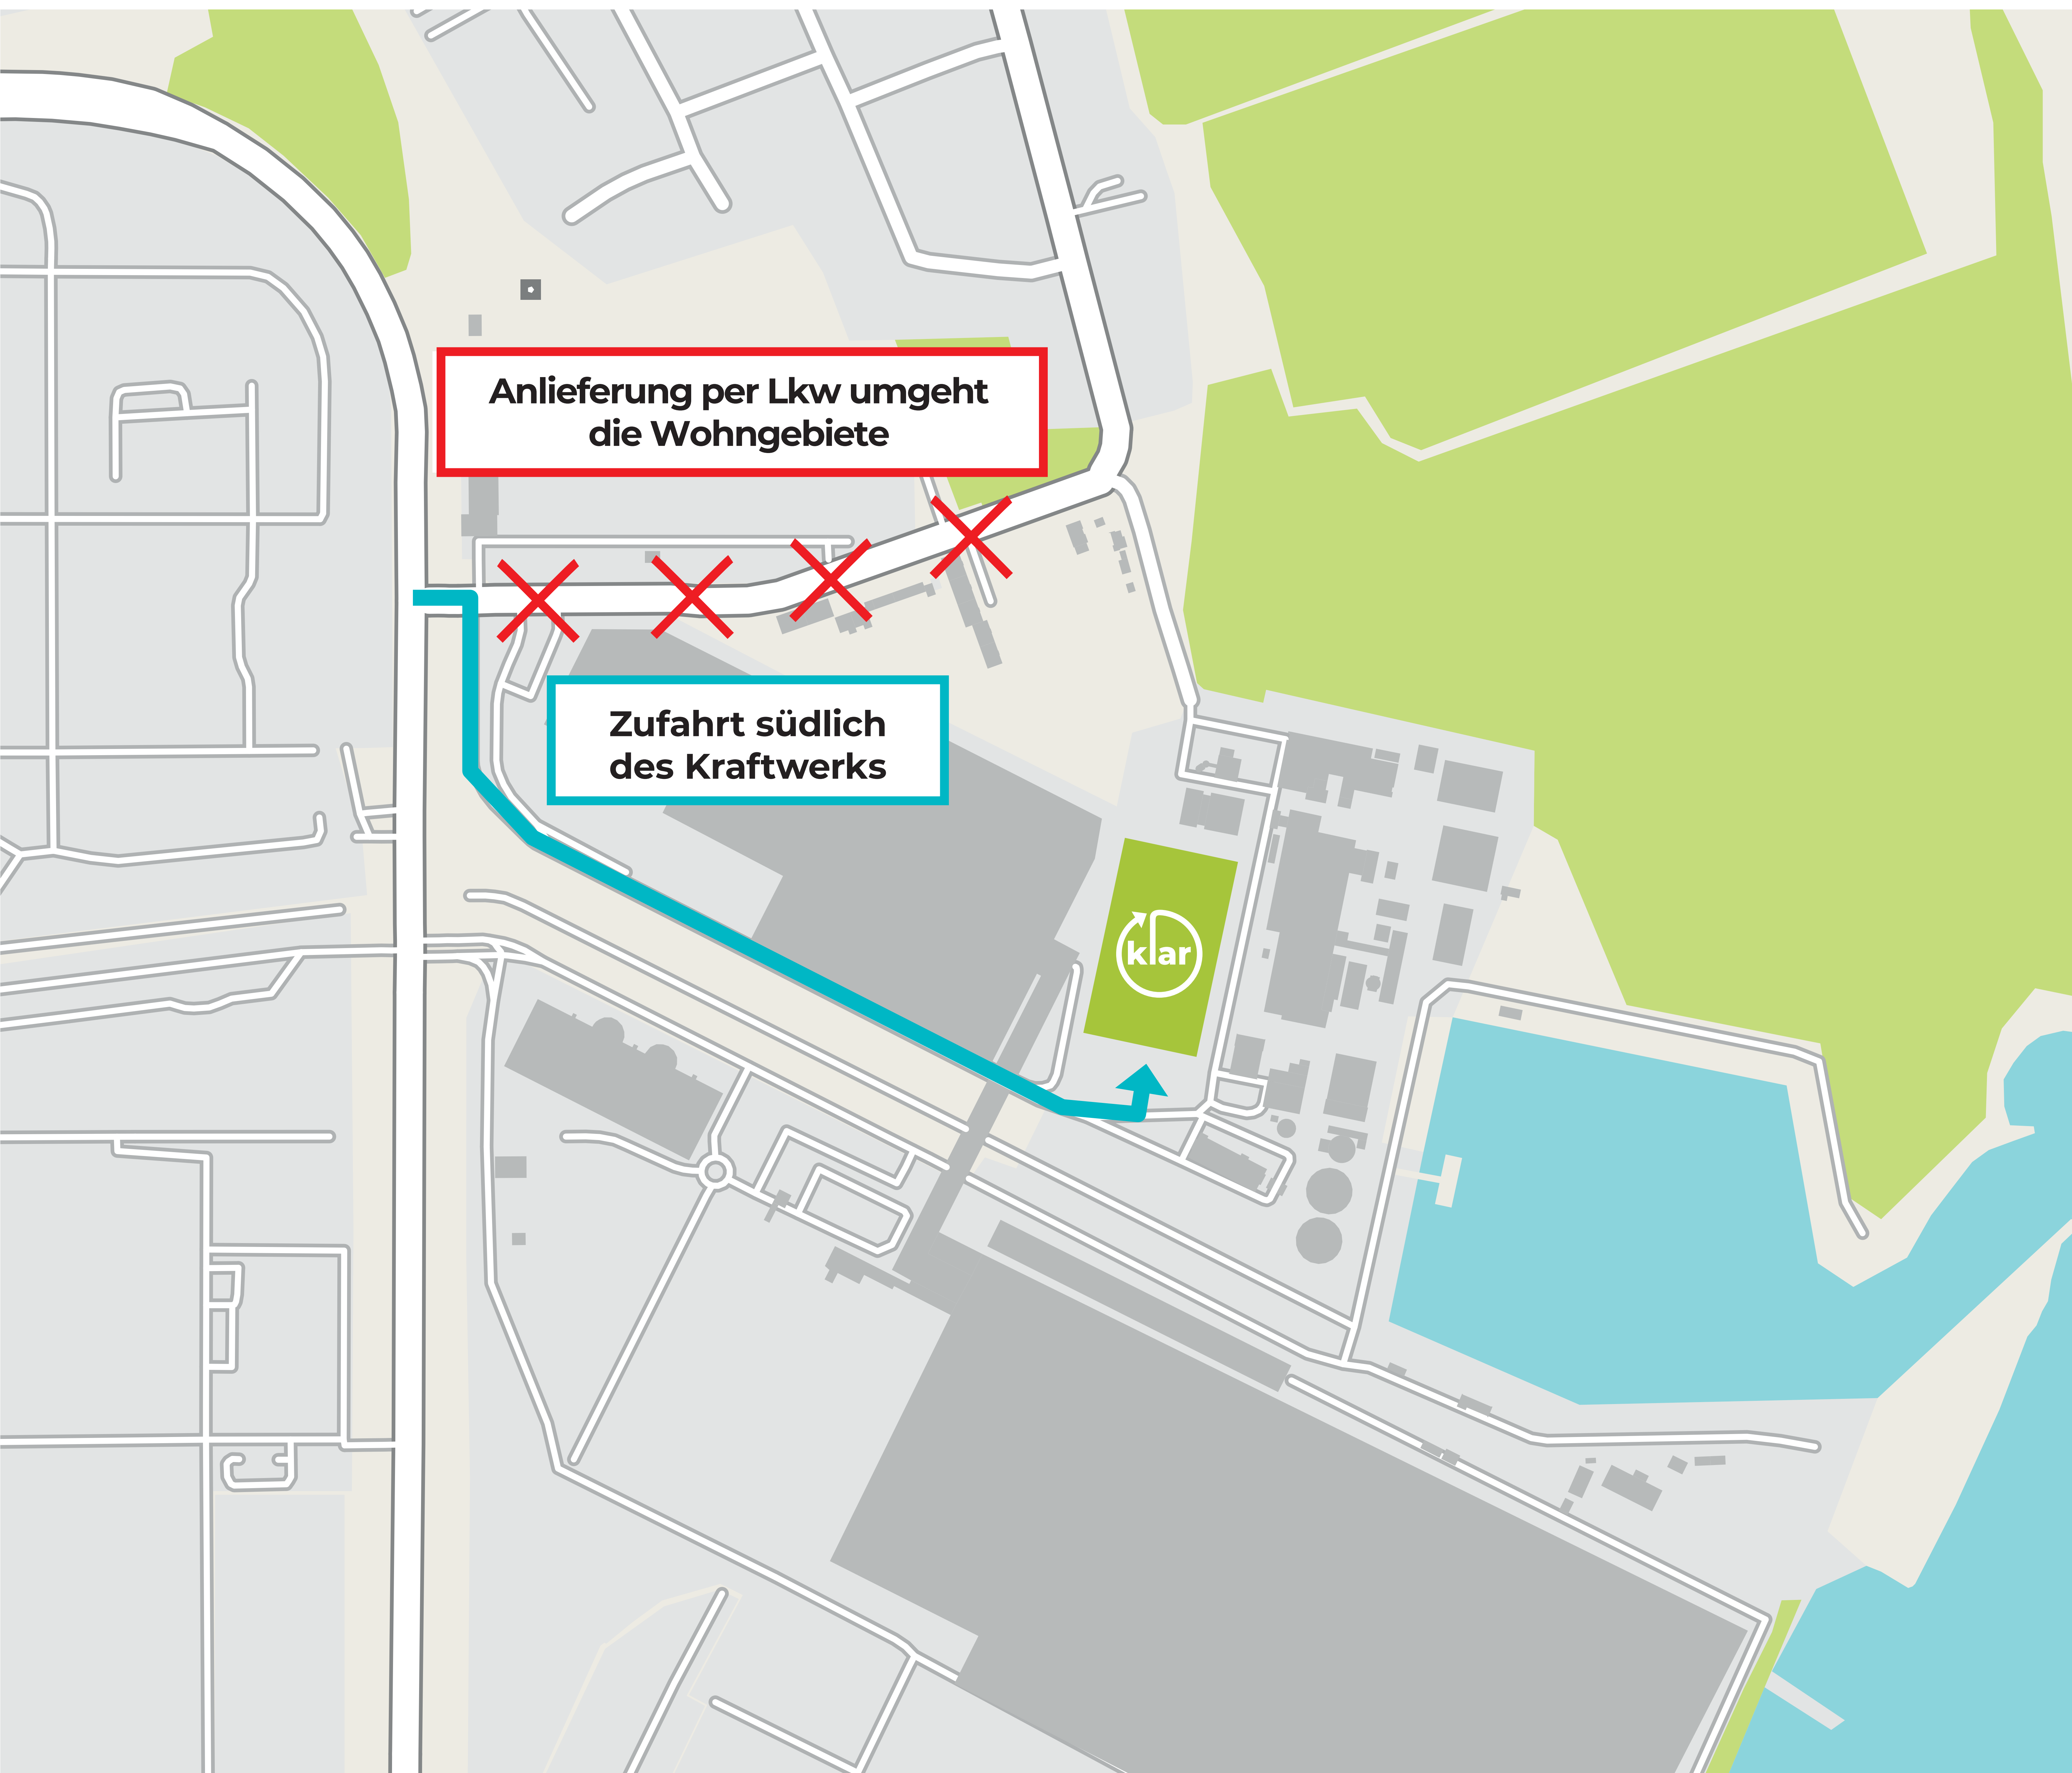 Anlieferung per Lkw umgeht
die Wohngebiete
Zufahrt südlich
des Kraftwerks
klar